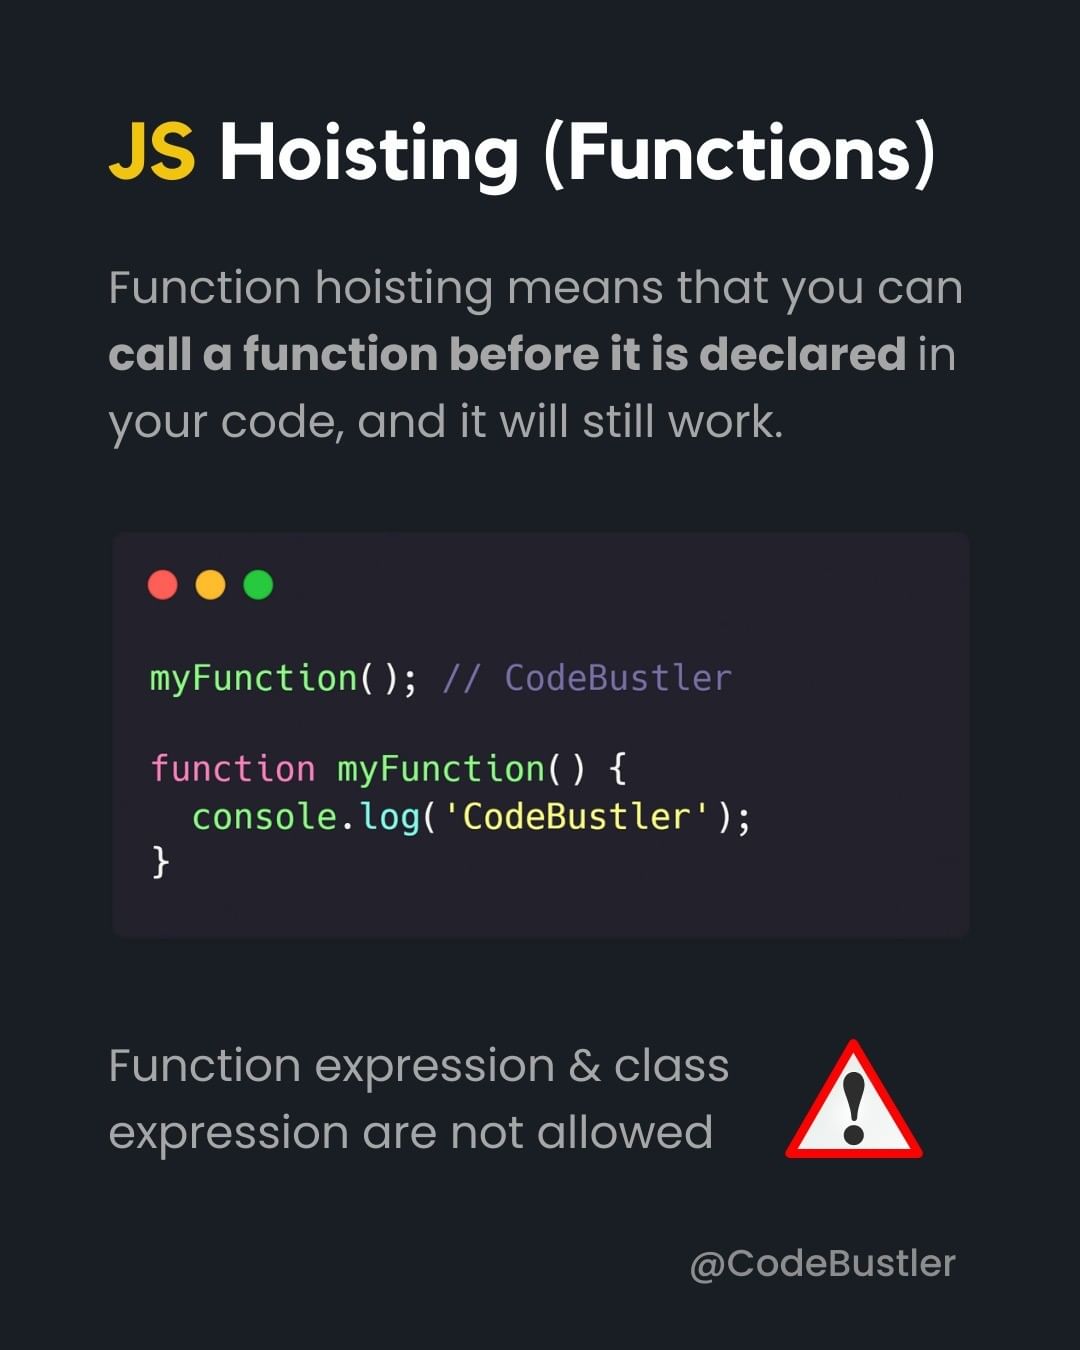 JS Hoisting (Functions)
Function hoisting means that you can
call a function before it is declared in
your code, and it will still work.
myFunction(); // CodeBustler
function myFunction() {
  console.log('CodeBustler');
}
Function expression & class
expression are not allowed
@CodeBustler